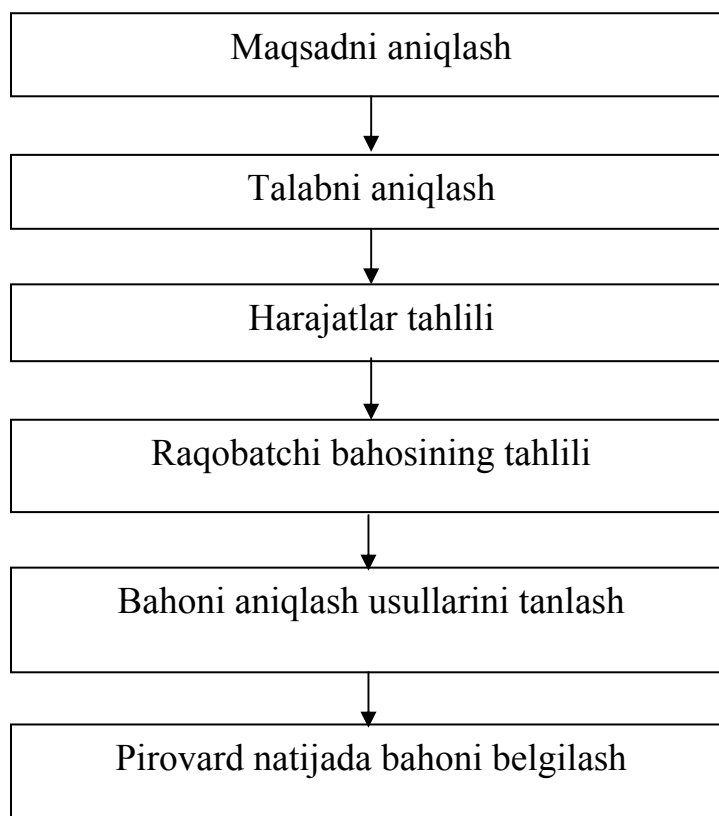 Maqsadni aniqlash
Talabni aniqlash
Harajatlar tahlili
Raqobatchi bahosining tahlili
Bahoni aniqlash usullarini tanlash
Pirovard natijada bahoni belgilash